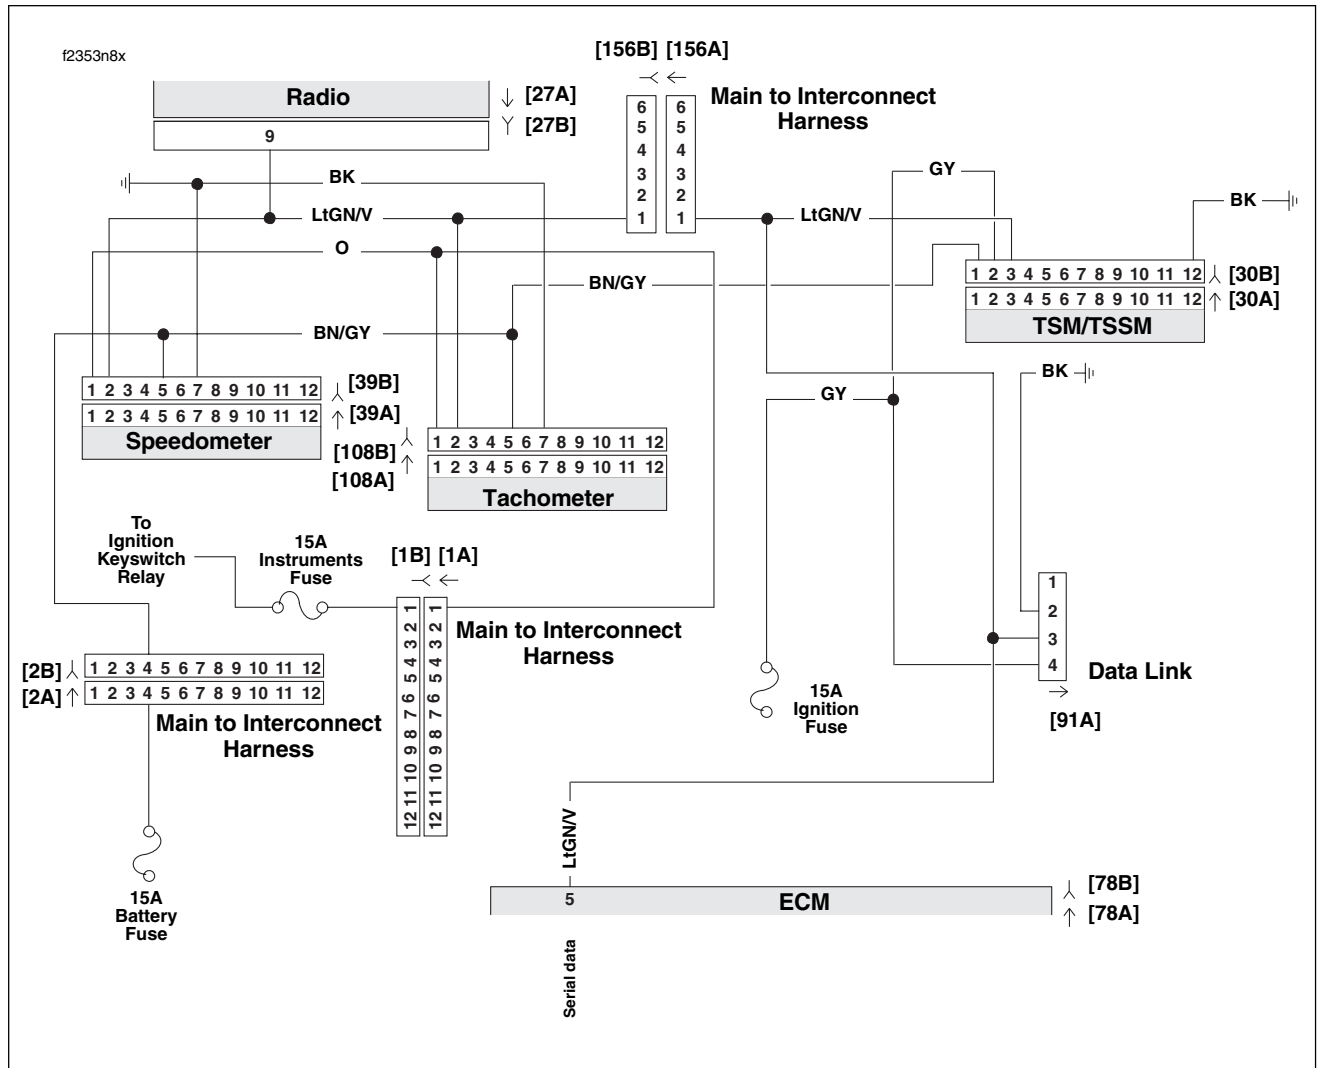 f2353n8x
[156B] [156A]
Main to Interconnect
Harness
Radio
[27A]
[27B]
9
6 6
5 5
4 4
3 3
2 2
1 1
BK
LtGN/V
O
BN/GY
BN/GY
GY
LtGN/V
BK
1 2 3 4 5 6 7 8 9 10 11 12
[30B]
1 2 3 4 5 6 7 8 9 10 11 12
[30A]
TSM/TSSM
1 2 3 4 5 6 7 8 9 10 11 12
[39B]
1 2 3 4 5 6 7 8 9 10 11 12
[39A]
Speedometer
1 2 3 4 5 6 7 8 9 10 11 12
[108B]
1 2 3 4 5 6 7 8 9 10 11 12
[108A]
Tachometer
BK
GY
To
Ignition
Keyswitch
Relay
15A
Instruments
Fuse
[1B] [1A]
1 2 3 4 5 6 7 8 9 10 11 12
1 2 3 4 5 6 7 8 9 10 11 12
Main to Interconnect
Harness
1
2
3
4
Data Link
[91A]
[2B]
1 2 3 4 5 6 7 8 9 10 11 12
[2A]
1 2 3 4 5 6 7 8 9 10 11 12
Main to Interconnect
Harness
15A
Ignition
Fuse
15A
Battery
Fuse
LtGN/V
5
ECM
[78B]
[78A]
Serial data